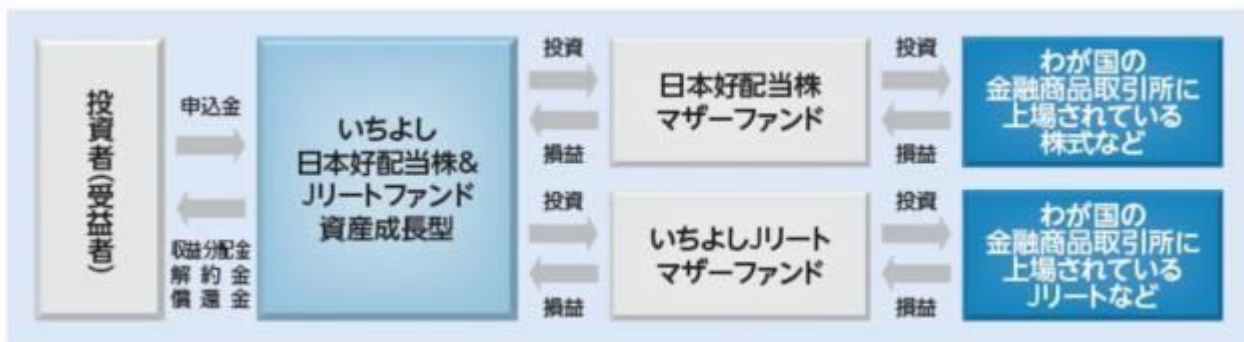 投資者(受益者)
申込金
収益分配金
解約金
償還金
いちよし
日本好配当株&
Jリートファンド
資産成長型
投資
損益
日本好配当株
マザーファンド
投資
損益
わが国の
金融商品取引所に
上場されている
株式など
投資
損益
いちよしJリート
マザーファンド
投資
損益
わが国の
金融商品取引所に
上場されている
Jリートなど